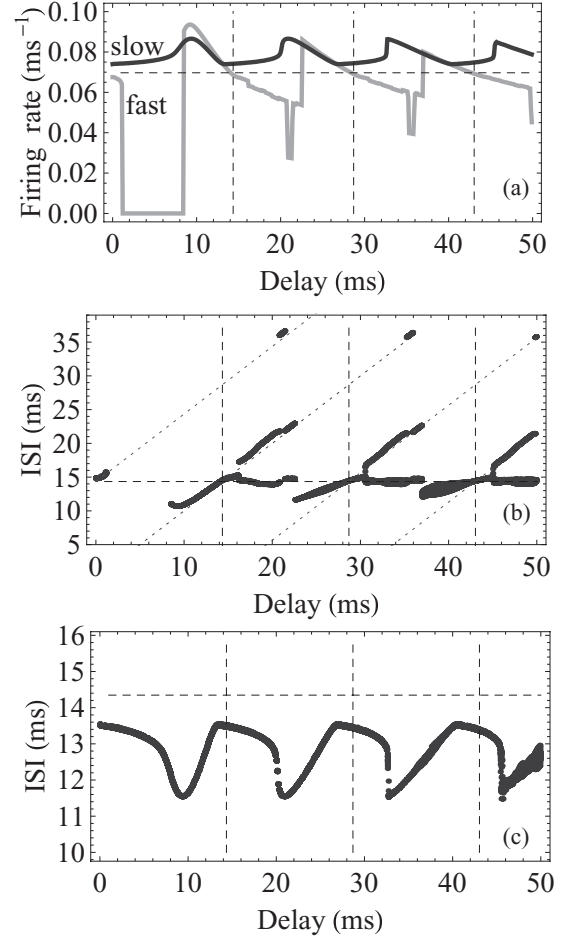 Firing rate (ms⁻¹)
0.10
0.08
0.06
0.04
0.02
0.00
slow
fast
(a)
0 10 20 30 40 50
Delay (ms)
ISI (ms)
35
30
25
20
15
10
5
(b)
0 10 20 30 40 50
Delay (ms)
ISI (ms)
16
15
14
13
12
11
10
(c)
0 10 20 30 40 50
Delay (ms)